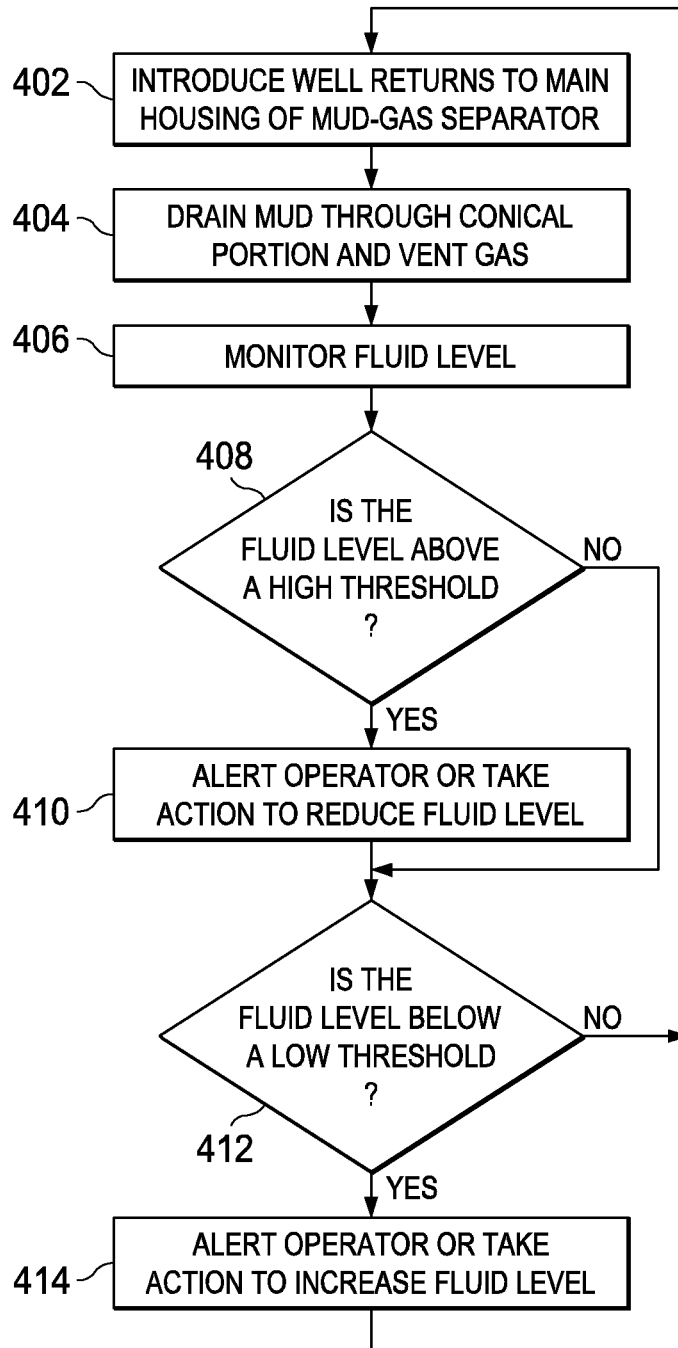 402
INTRODUCE WELL RETURNS TO MAIN
HOUSING OF MUD-GAS SEPARATOR
404
DRAIN MUD THROUGH CONICAL
PORTION AND VENT GAS
406
MONITOR FLUID LEVEL
408
IS THE
FLUID LEVEL ABOVE
A HIGH THRESHOLD
?
NO
YES
410
ALERT OPERATOR OR TAKE
ACTION TO REDUCE FLUID LEVEL
IS THE
FLUID LEVEL BELOW
A LOW THRESHOLD
?
NO
412
YES
414
ALERT OPERATOR OR TAKE
ACTION TO INCREASE FLUID LEVEL